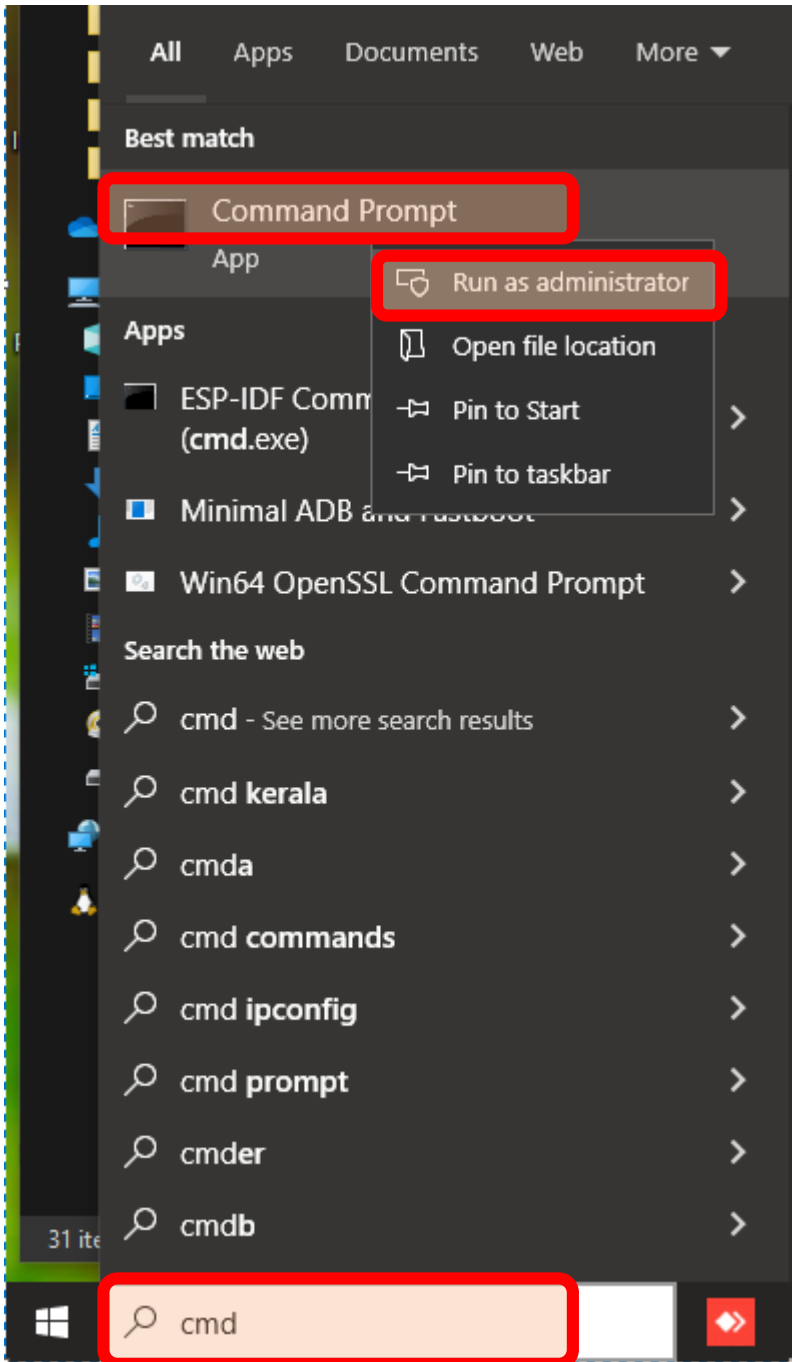 All Apps Documents Web More
Best match
Command Prompt
App
Run as administrator
Open file location
Pin to Start
Pin to taskbar
Apps
ESP-IDF Comm
(cmd.exe)
Minimal ADB and Fastboot
Win64 OpenSSL Command Prompt
Search the web
cmd - See more search results
cmd kerala
cmda
cmd commands
cmd ipconfig
cmd prompt
cmder
cmdb
31 ite
cmd